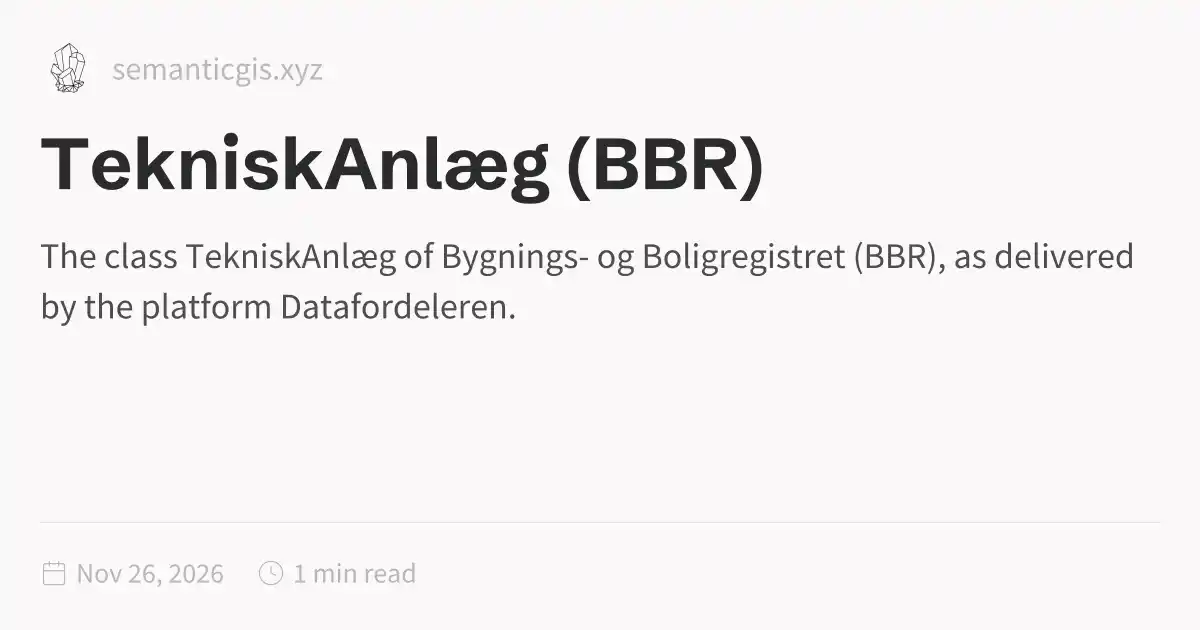 semanticgis.xyz
TekniskAnlæg (BBR)
The class TekniskAnlæg of Bygnings- og Boligregistret (BBR), as delivered
by the platform Datafordeleren.
Nov 26, 2026 1 min read